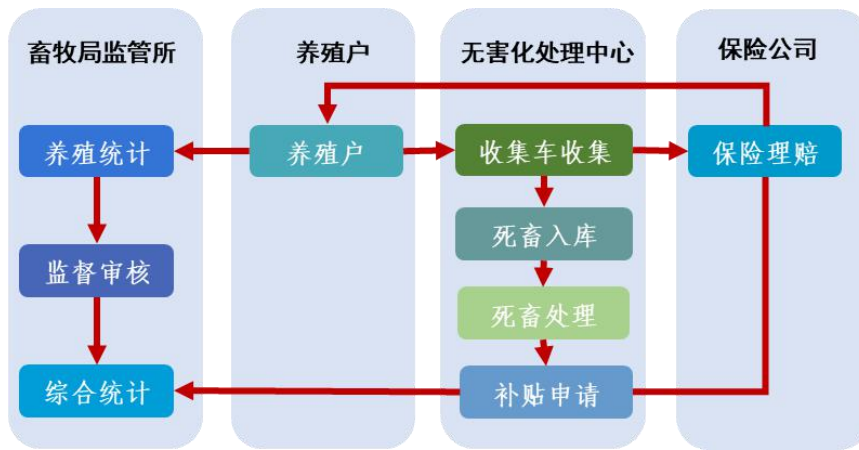 畜牧局监管所
养殖户
无害化处理中心
保险公司
养殖统计
养殖户
收集车收集
保险理赔
监督审核
死畜入库
死畜处理
综合统计
补贴申请